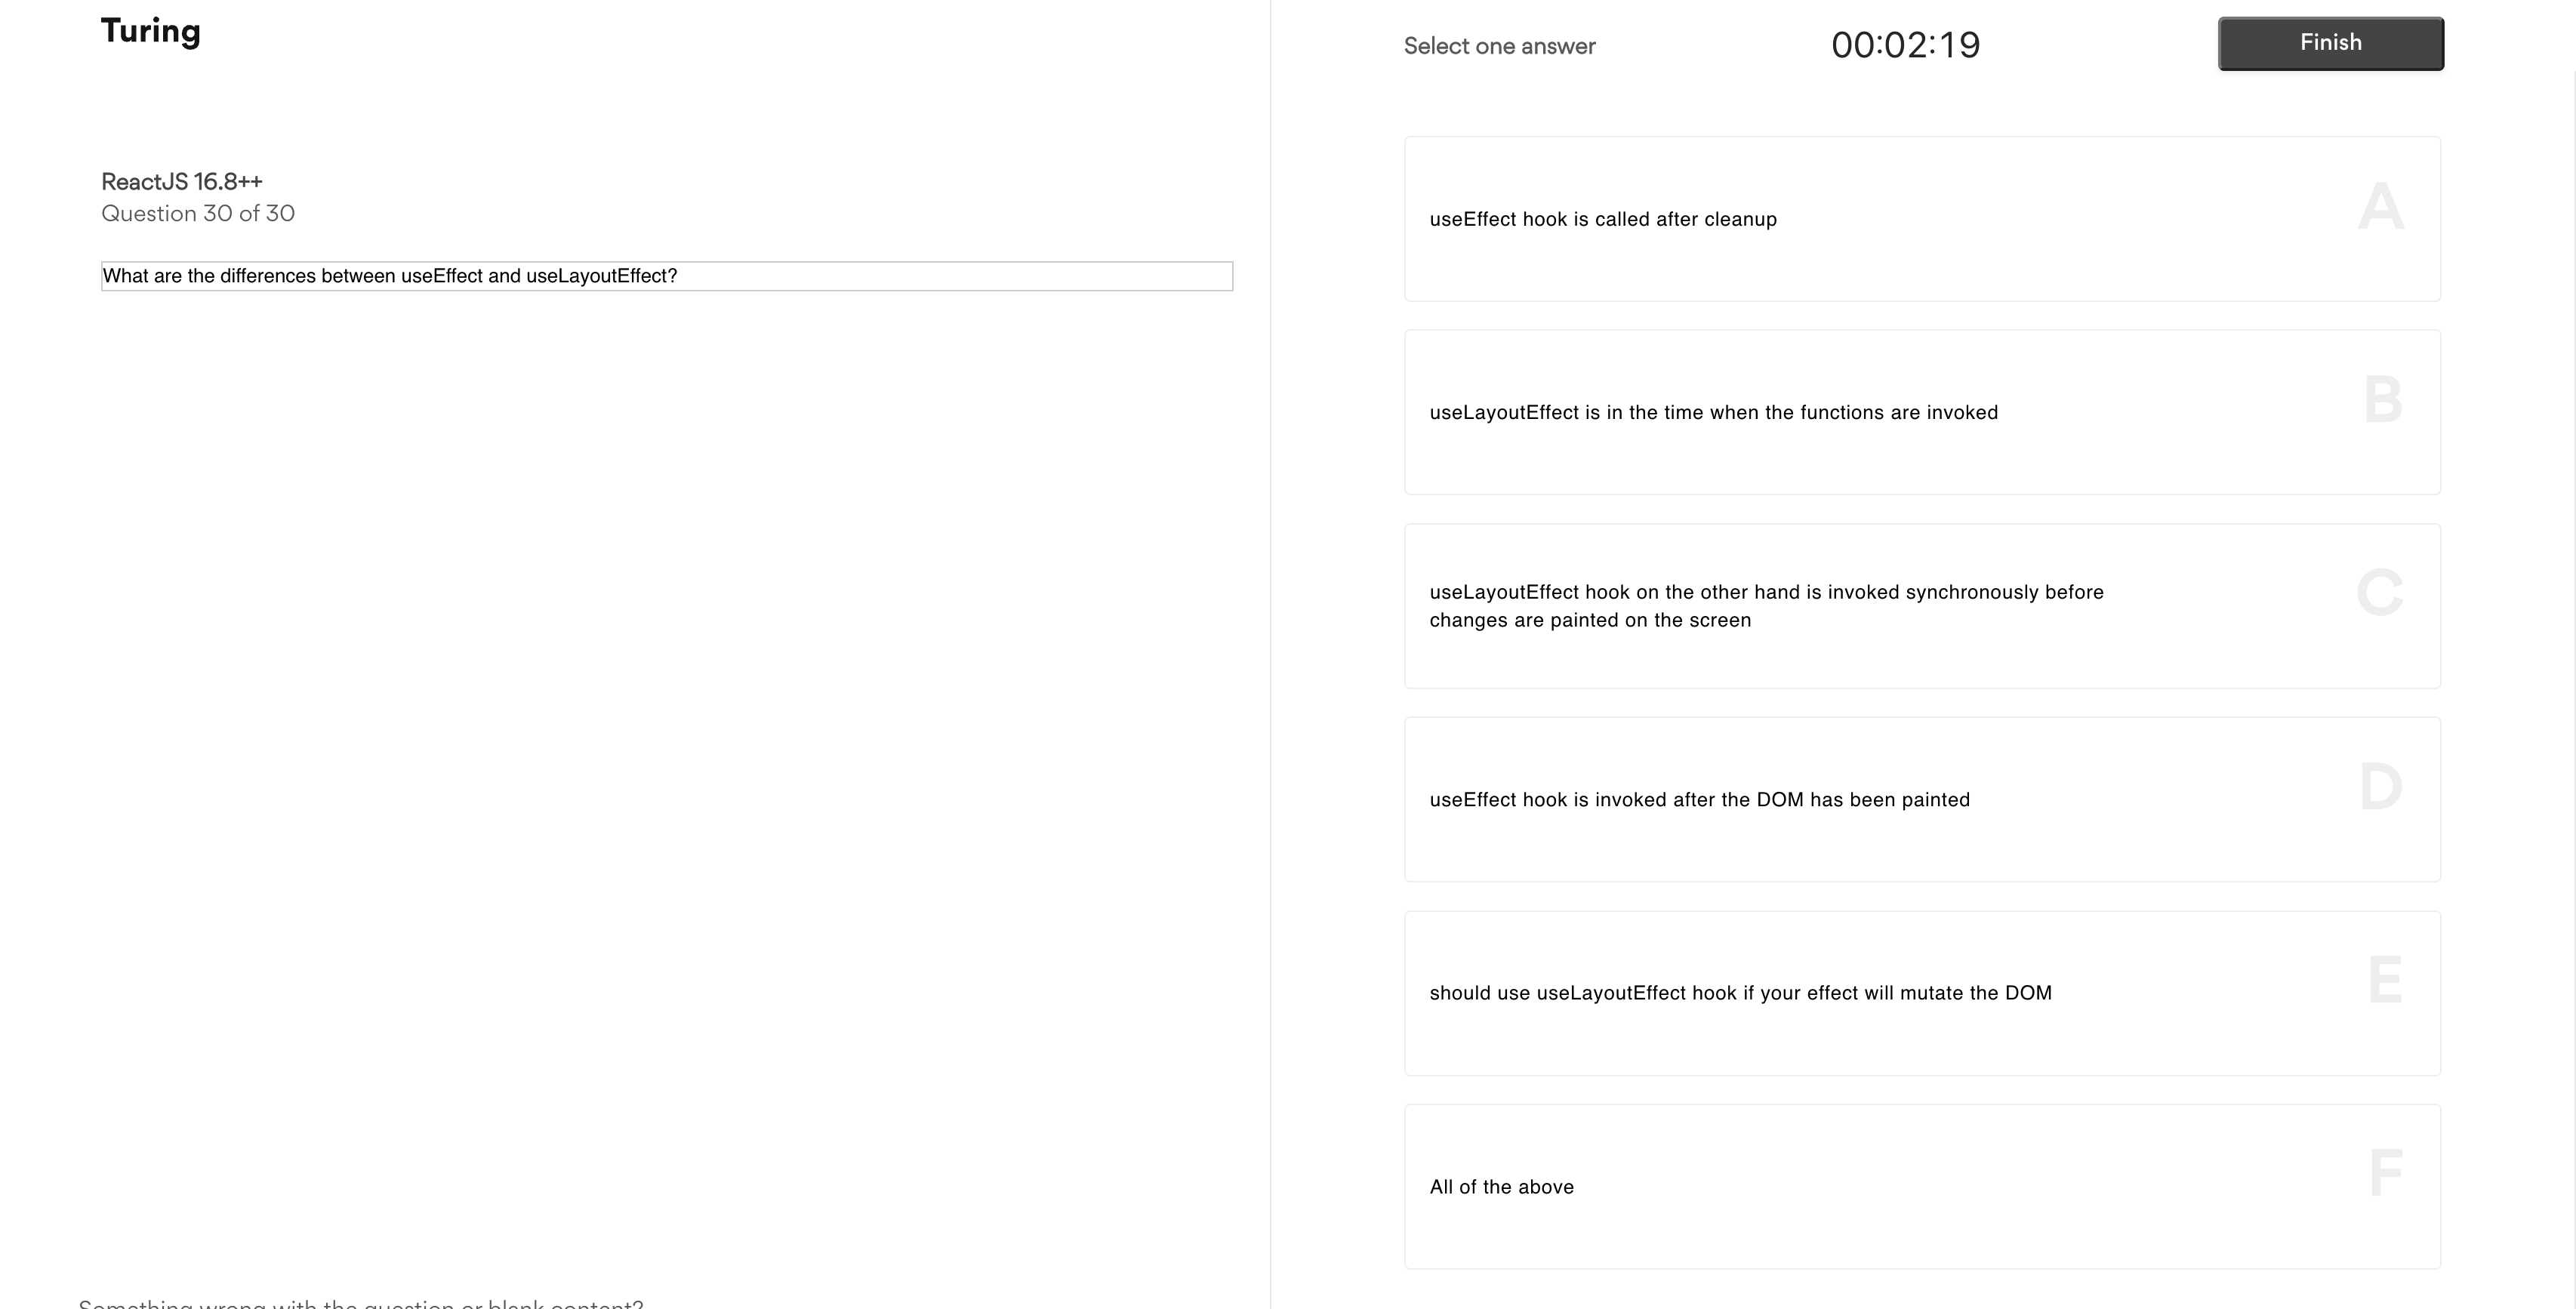 Turing
Select one answer
00:02:19
Finish
ReactJS 16.8++
Question 30 of 30
What are the differences between useEffect and useLayoutEffect?
useEffect hook is called after cleanup
A
useLayoutEffect is in the time when the functions are invoked
B
useLayoutEffect hook on the other hand is invoked synchronously before
changes are painted on the screen
C
useEffect hook is invoked after the DOM has been painted
D
should use useLayoutEffect hook if your effect will mutate the DOM
E
All of the above
F
Something wrong with the question or blank content?